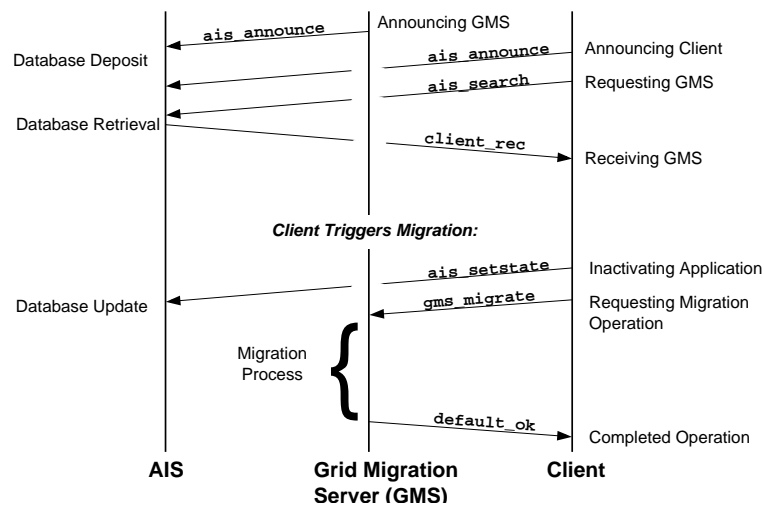 Announcing GMS
ais_announce
ais_announce
Announcing Client
Database Deposit
ais_search
Requesting GMS
Database Retrieval
client_rec
Receiving GMS
Client Triggers Migration:
ais_setstate
Inactivating Application
Database Update
gms_migrate
Requesting Migration
Operation
Migration
Process
default_ok
Completed Operation
AIS
Grid Migration
Server (GMS)
Client